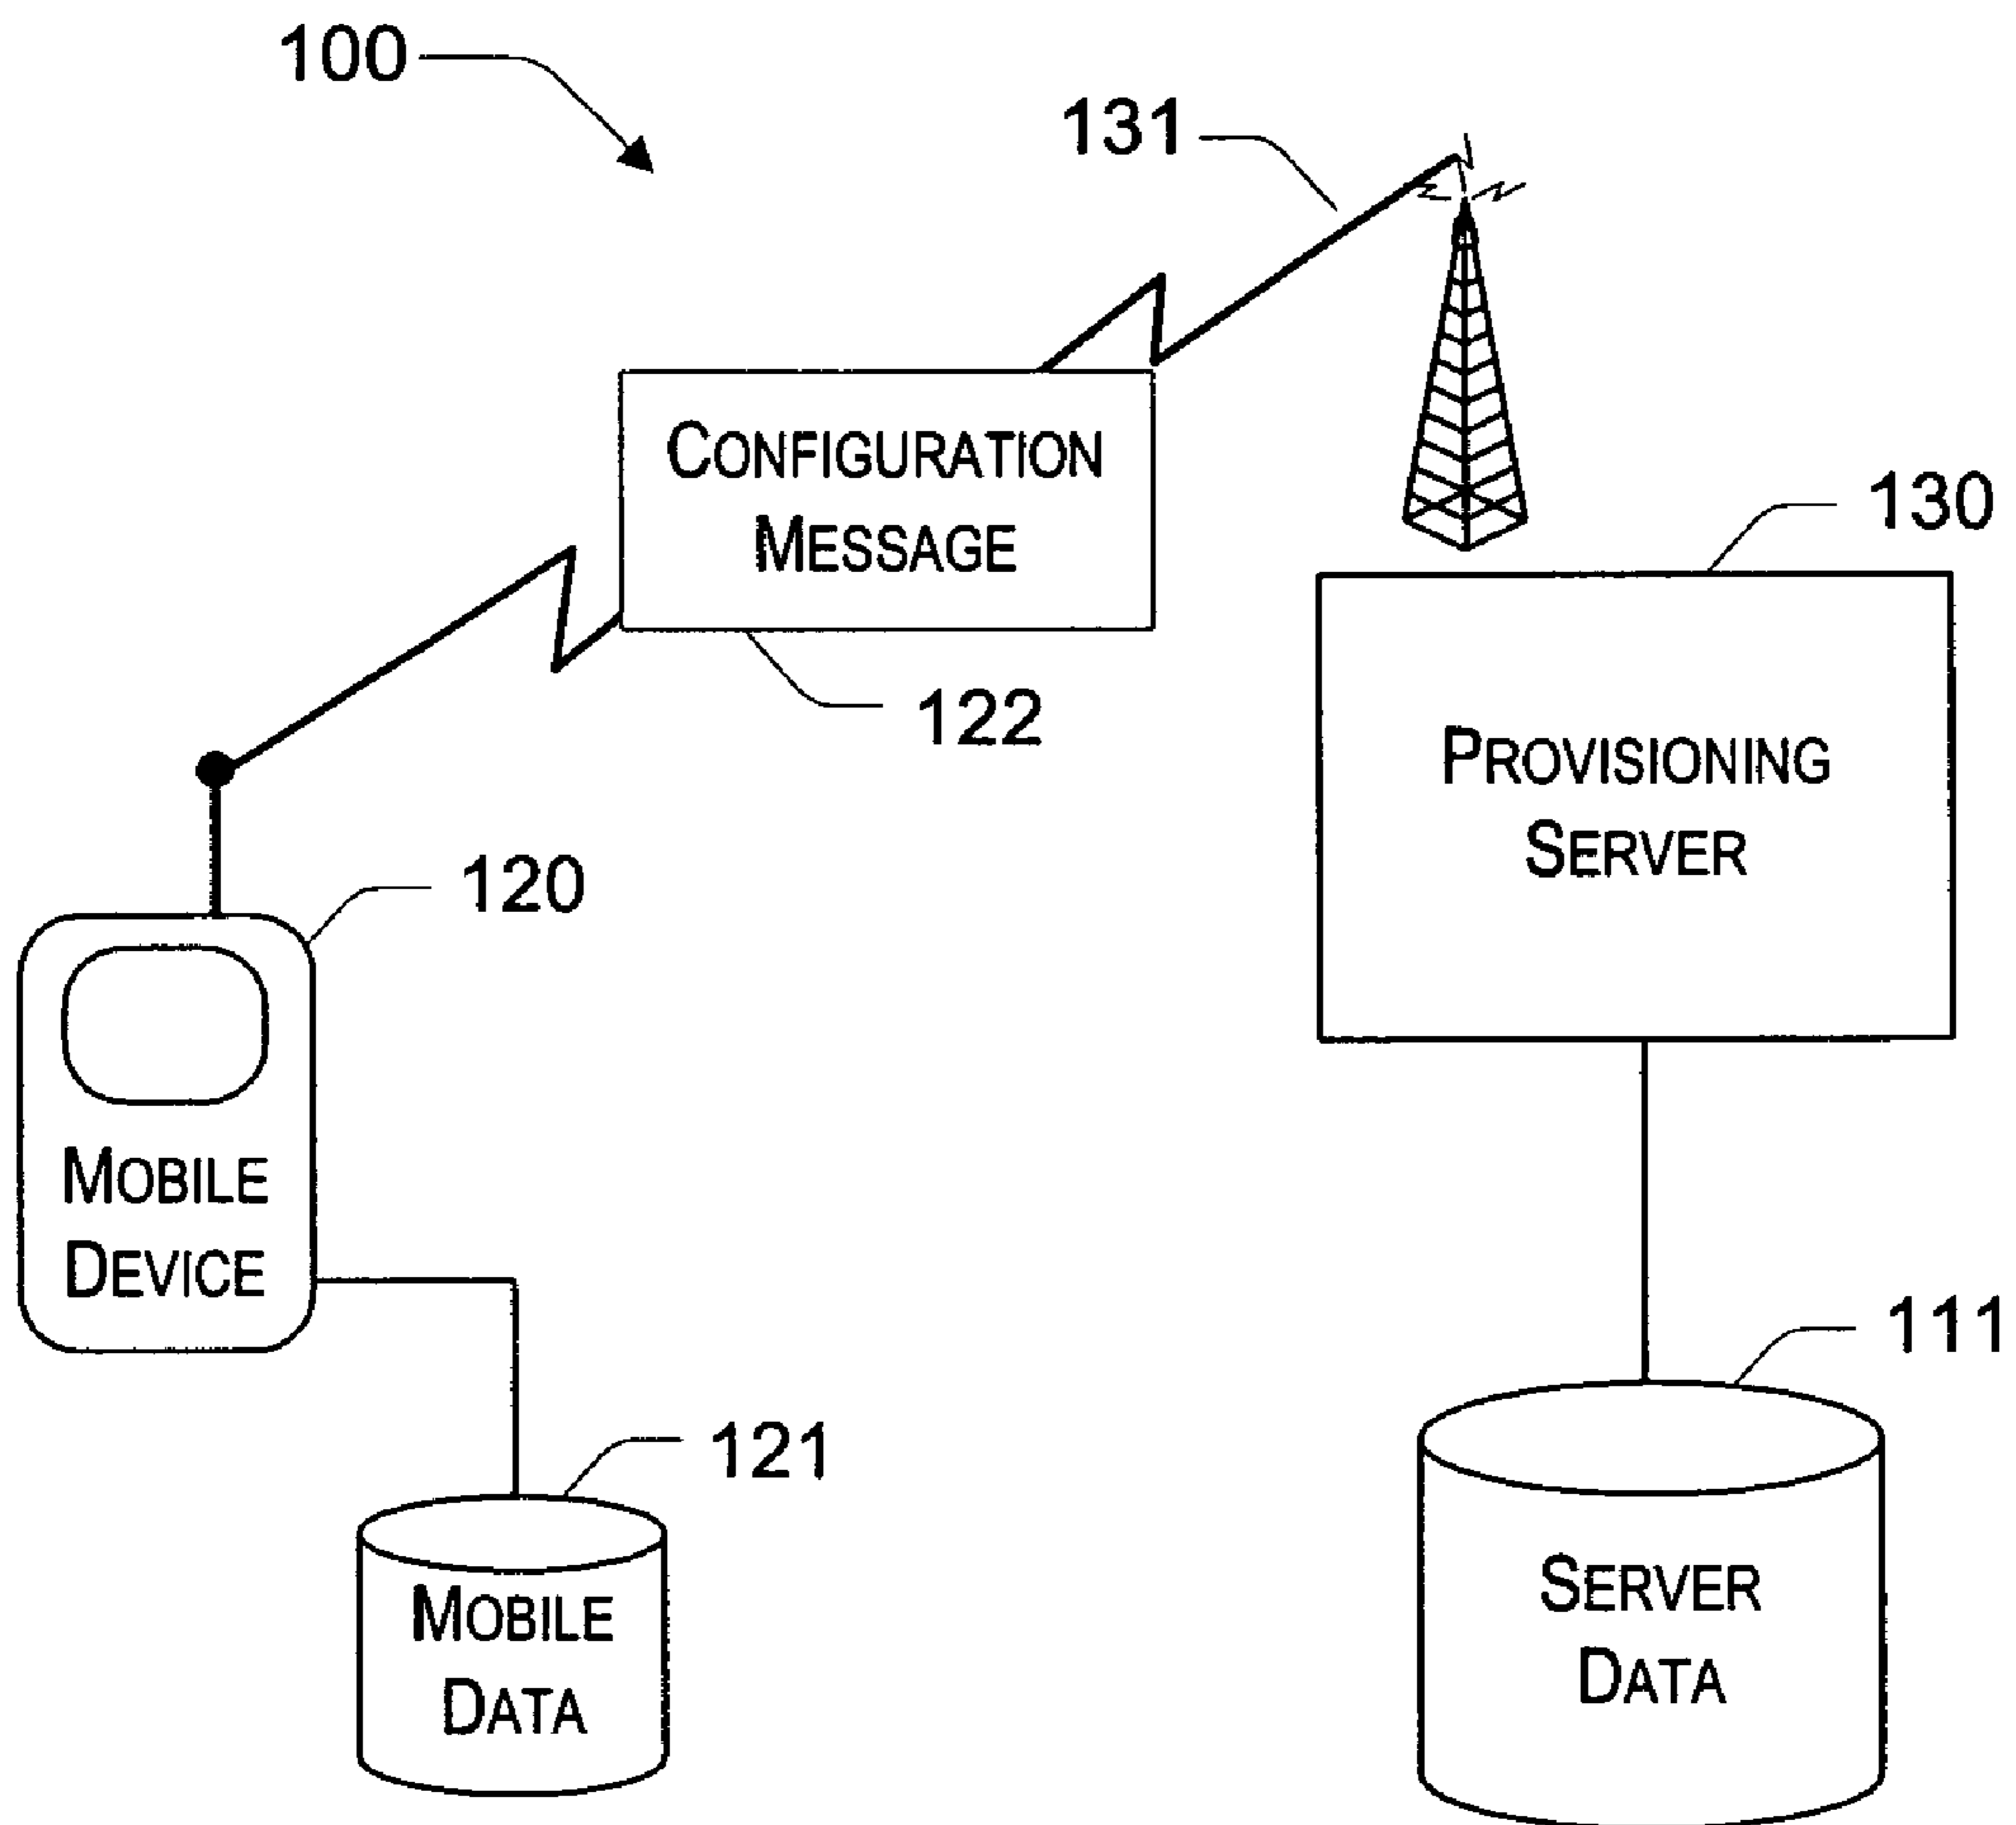 100
131
CONFIGURATION
MESSAGE
130
122
PROVISIONING
SERVER
120
MOBILE
DEVICE
111
121
SERVER
DATA
MOBILE
DATA